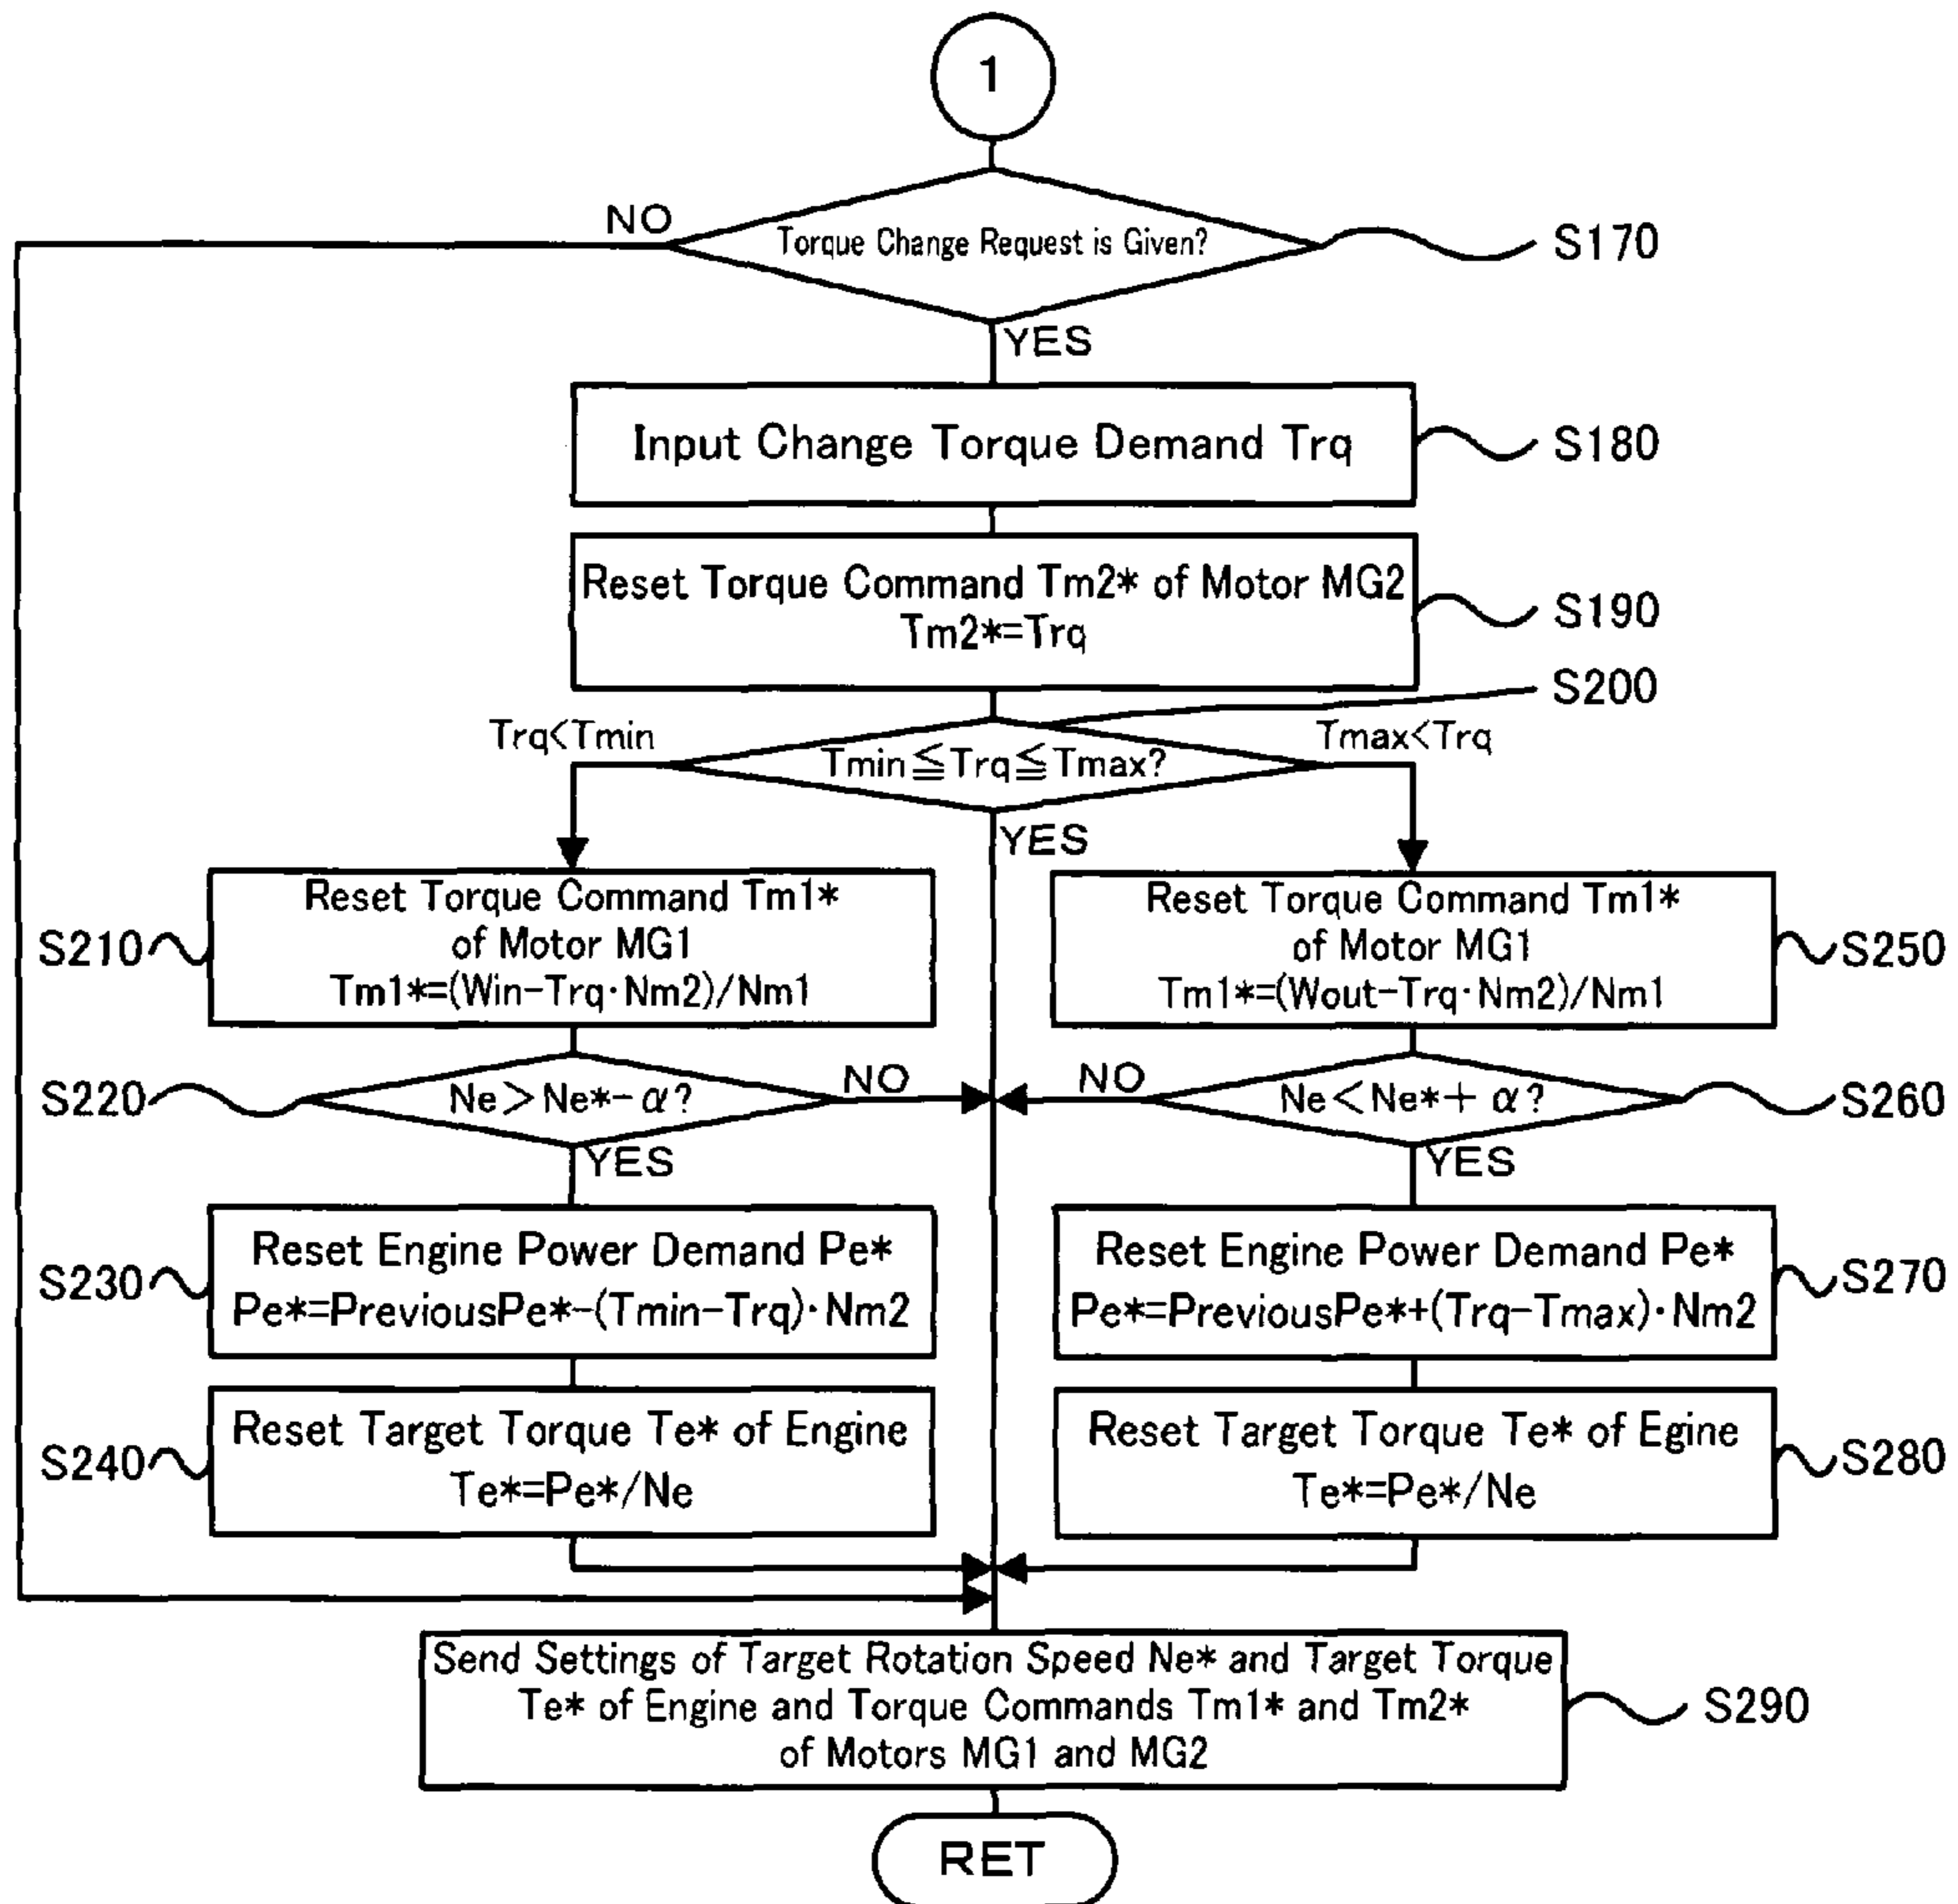 1
NO
Torque Change Request is Given?
S170
YES
Input Change Torque Demand Trq
S180
Reset Torque Command Tm2* of Motor MG2
Tm2*=Trq
S190
S200
Trq<Tmin
Tmin≦Trq≦Tmax?
Tmax<Trq
YES
Reset Torque Command Tm1*
of Motor MG1
Tm1*=(Win-Trq·Nm2)/Nm1
S210
Reset Torque Command Tm1*
of Motor MG1
Tm1*=(Wout-Trq·Nm2)/Nm1
S250
S220
Ne>Ne*-α?
NO
NO
Ne<Ne*+α?
S260
YES
YES
S230
Reset Engine Power Demand Pe*
Pe*=PreviousPe*-(Tmin-Trq)·Nm2
Reset Engine Power Demand Pe*
Pe*=PreviousPe*+(Trq-Tmax)·Nm2
S270
S240
Reset Target Torque Te* of Engine
Te*=Pe*/Ne
Reset Target Torque Te* of Egine
Te*=Pe*/Ne
S280
Send Settings of Target Rotation Speed Ne* and Target Torque
Te* of Engine and Torque Commands Tm1* and Tm2*
of Motors MG1 and MG2
S290
RET